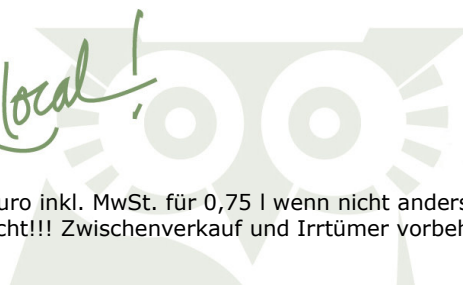 local!
uro inkl. MwSt. für 0,75 l wenn nicht anders
cht!!! Zwischenverkauf und Irrtümer vorbeh